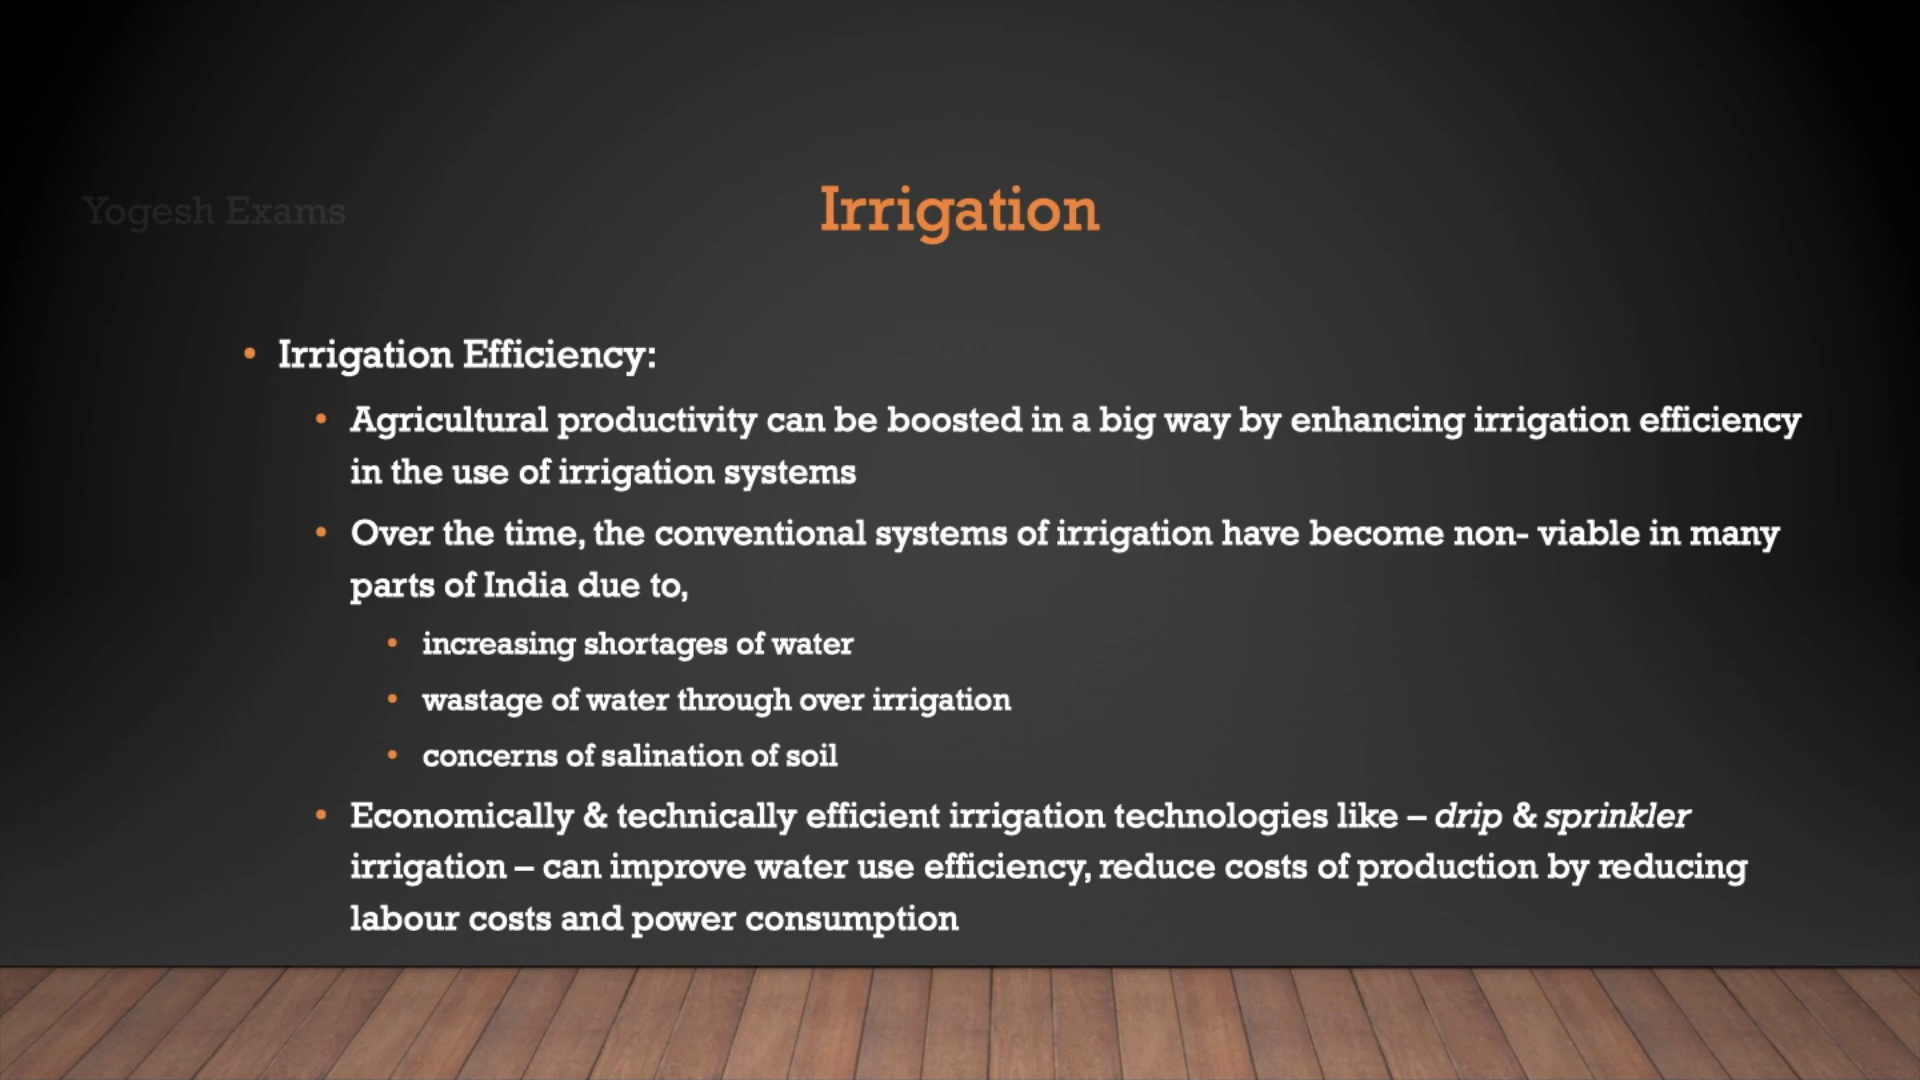 Yogesh Exams
Irrigation
• Irrigation Efficiency:
• Agricultural productivity can be boosted in a big way by enhancing irrigation efficiency
in the use of irrigation systems
• Over the time, the conventional systems of irrigation have become non- viable in many
parts of India due to,
• increasing shortages of water
• wastage of water through over irrigation
• concerns of salination of soil
• Economically & technically efficient irrigation technologies like – drip & sprinkler
irrigation – can improve water use efficiency, reduce costs of production by reducing
labour costs and power consumption